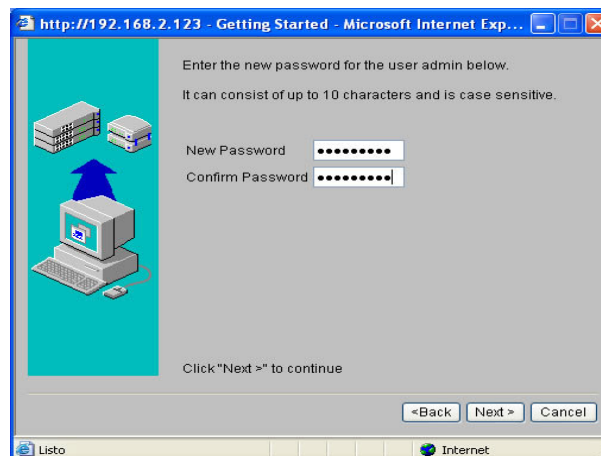 http://192.168.2.123 - Getting Started - Microsoft Internet Exp...
Enter the new password for the user admin below.
It can consist of up to 10 characters and is case sensitive.
New Password ●●●●●●●●●
Confirm Password ●●●●●●●●●
Click "Next >" to continue
<Back Next > Cancel
Listo Internet